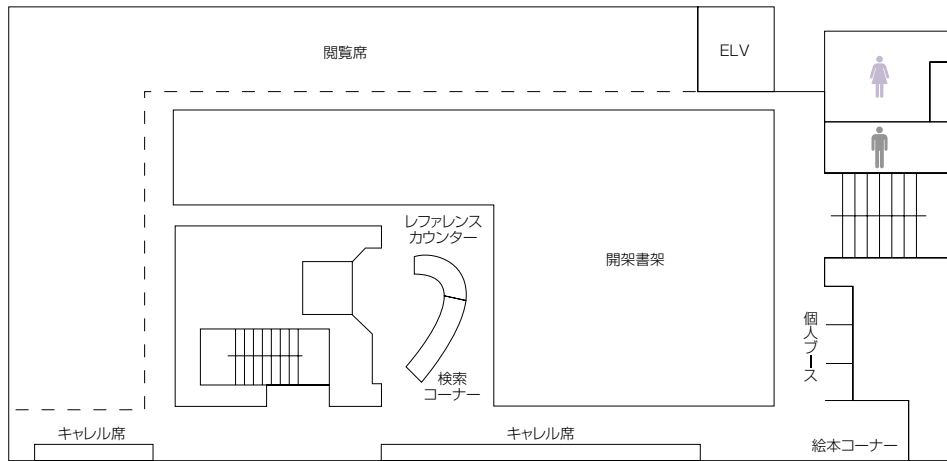 閲覧席
ELV
レファレンス
カウンター
開架書架
個人ブース
検索
コーナー
キャレル席
キャレル席
絵本コーナー